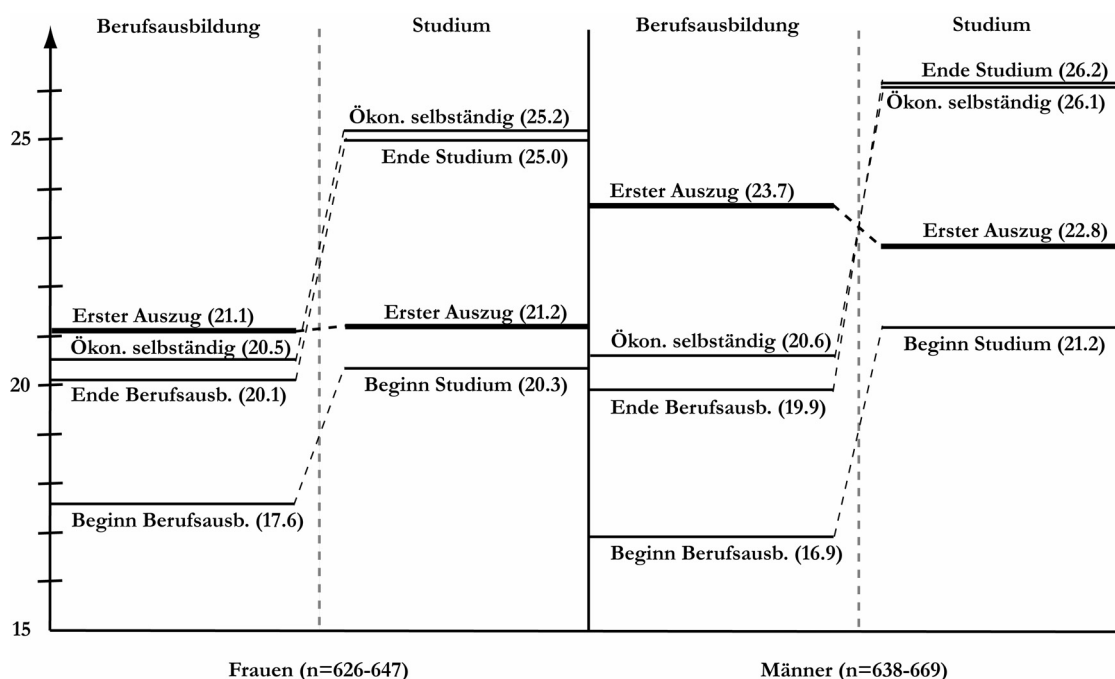 Berufsausbildung
Studium
Berufsausbildung
Studium
25
20
15
Erster Auszug (21.1)
Ökon. selbständig (20.5)
Ende Berufsausb. (20.1)
Beginn Berufsausb. (17.6)
Ökon. selbständig (25.2)
Ende Studium (25.0)
Erster Auszug (21.2)
Beginn Studium (20.3)
Erster Auszug (23.7)
Ökon. selbständig (20.6)
Ende Berufsausb. (19.9)
Beginn Berufsausb. (16.9)
Ende Studium (26.2)
Ökon. selbständig (26.1)
Erster Auszug (22.8)
Beginn Studium (21.2)
Frauen (n=626-647)
Männer (n=638-669)